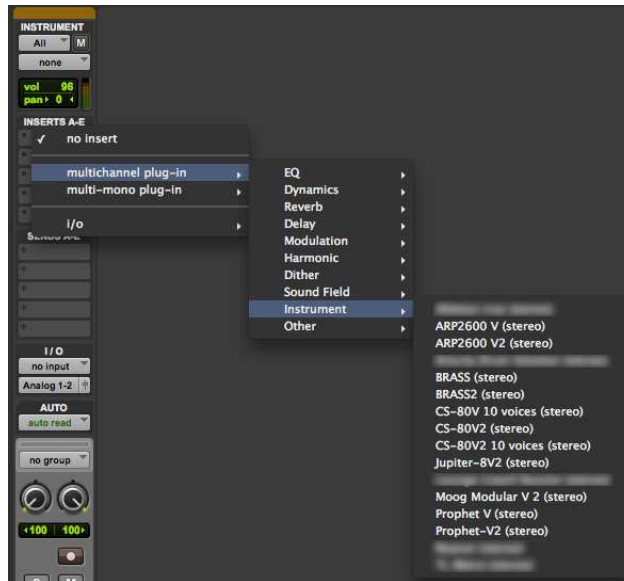 INSTRUMENT
All M
none
vol 96
pan 0
INSERTS A-E
✓ no insert
multichannel plug-in
multi-mono plug-in
i/o
SENDS A-E
EQ
Dynamics
Reverb
Delay
Modulation
Harmonic
Dither
Sound Field
Instrument
Other
ARP2600 V (stereo)
ARP2600 V2 (stereo)
BRASS (stereo)
BRASS2 (stereo)
CS-80V 10 voices (stereo)
CS-80V2 (stereo)
CS-80V2 10 voices (stereo)
Jupiter-8V2 (stereo)
Moog Modular V 2 (stereo)
Prophet V (stereo)
Prophet-V2 (stereo)
I/O
no input
Analog 1-2
AUTO
auto read
no group
100 100
S M